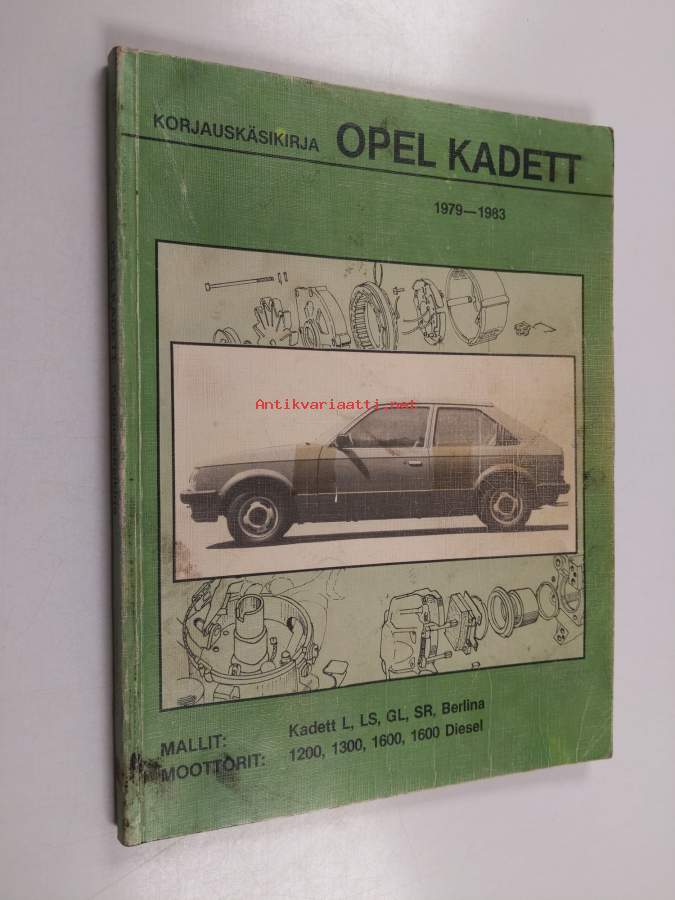 KORJAUSKÄSIKIRJA OPEL KADETT
1979—1983
Antikvariaatti.net
MALLIT: Kadett L, LS, GL, SR, Berlina
MOOTTORIT: 1200, 1300, 1600, 1600 Diesel